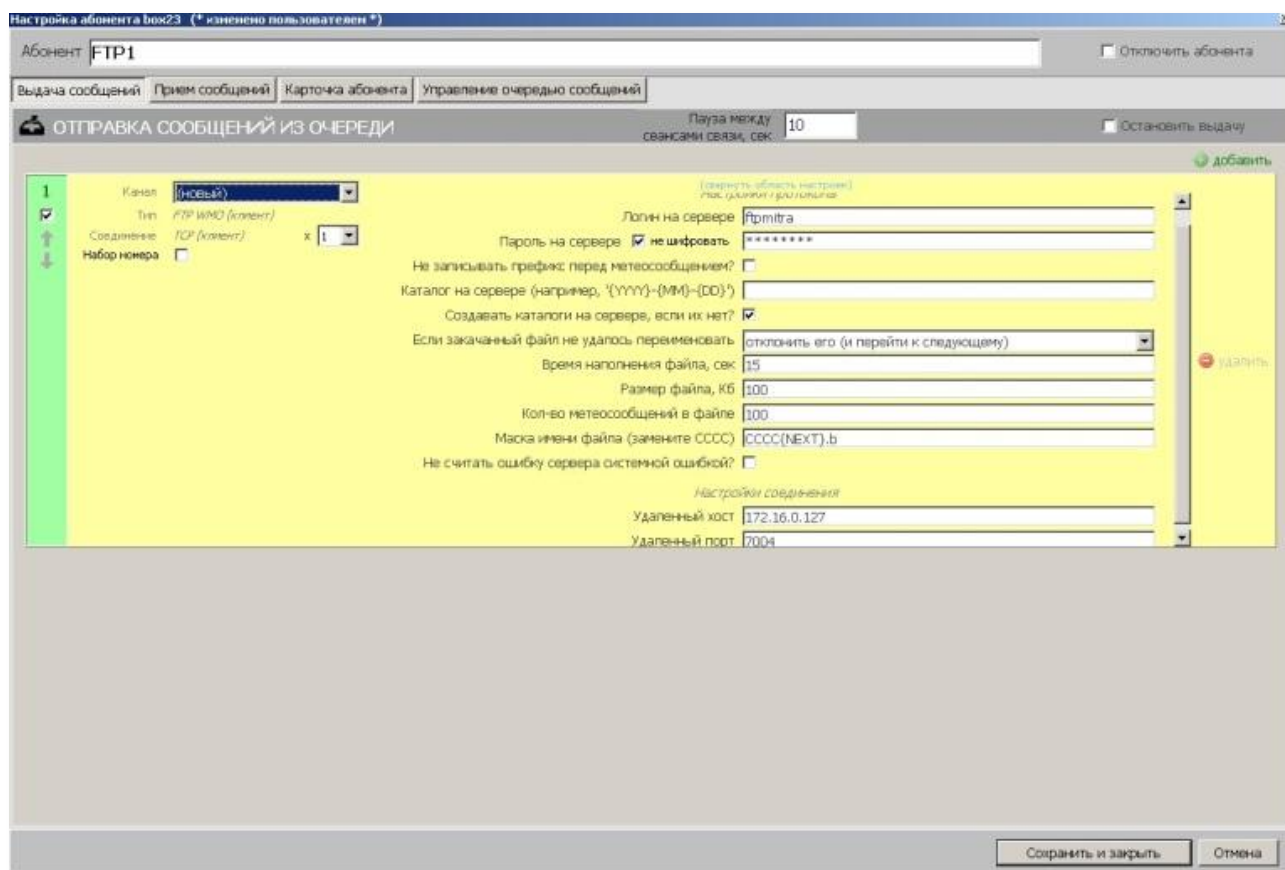 Настройка абонента box23 (* изменено пользователем *)
Абонент FTP1 Отключить абонента
Выдача сообщений Прием сообщений Карточка абонента Управление очередью сообщений
ОТПРАВКА СООБЩЕНИЙ ИЗ ОЧЕРЕДИ Пауза между сеансами связи, сек 10 Остановить выдачу
добавить
1 Канал (новый) (свернуть область настроек)
Настройки протокола
Тип FTP WMO (клиент) Логин на сервере ftpmitra
Соединение TCP (клиент) x 1 Пароль на сервере не шифровать ********
Набор номера
Не записывать префикс перед метеосообщением?
Каталог на сервере (например, '{YYYY}-{MM}-{DD}')
Создавать каталоги на сервере, если их нет?
Если закачанный файл не удалось переименовать отклонить его (и перейти к следующему)
Время наполнения файла, сек 15 удалить
Размер файла, Кб 100
Кол-во метеосообщений в файле 100
Маска имени файла (замените CCCC) CCCC{NEXT}.b
Не считать ошибку сервера системной ошибкой?
Настройки соединения
Удаленный хост 172.16.0.127
Удаленный порт 7004
Сохранить и закрыть Отмена